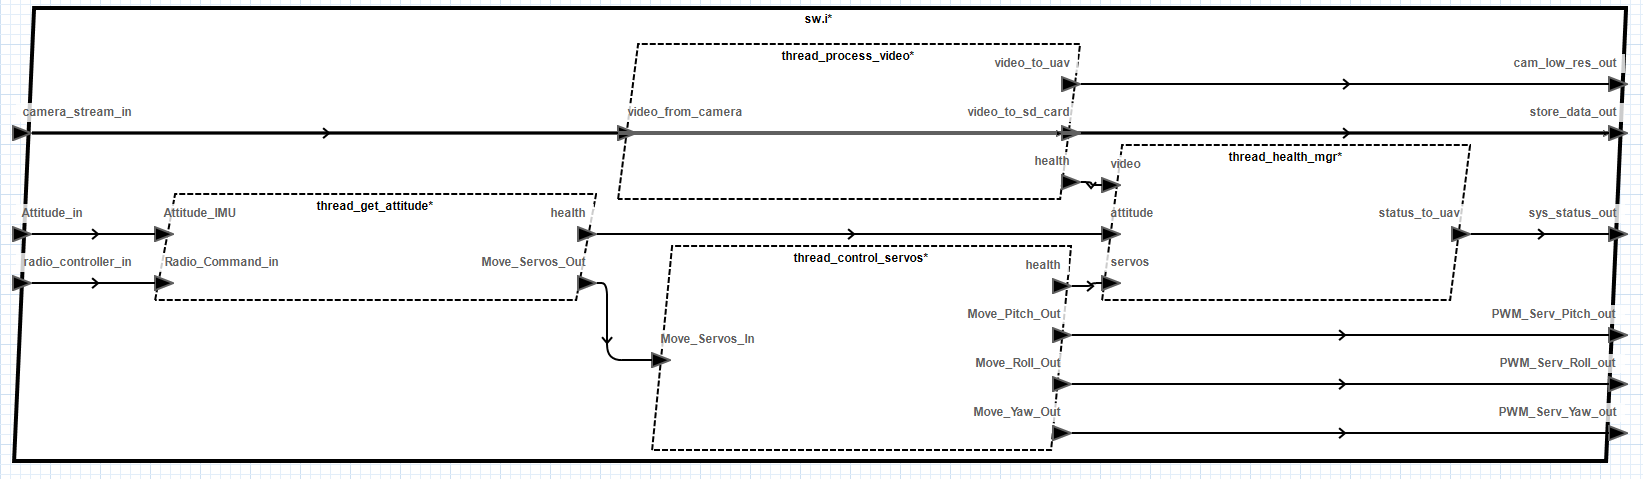 sw.i*
thread_process_video*
video_to_uav
cam_low_res_out
camera_stream_in
video_from_camera
video_to_sd_card
store_data_out
health
video
thread_health_mgr*
thread_get_attitude*
Attitude_in
Attitude_IMU
health
attitude
status_to_uav
sys_status_out
radio_controller_in
Radio_Command_in
Move_Servos_Out
thread_control_servos*
health
servos
Move_Pitch_Out
PWM_Serv_Pitch_out
Move_Servos_In
Move_Roll_Out
PWM_Serv_Roll_out
Move_Yaw_Out
PWM_Serv_Yaw_out